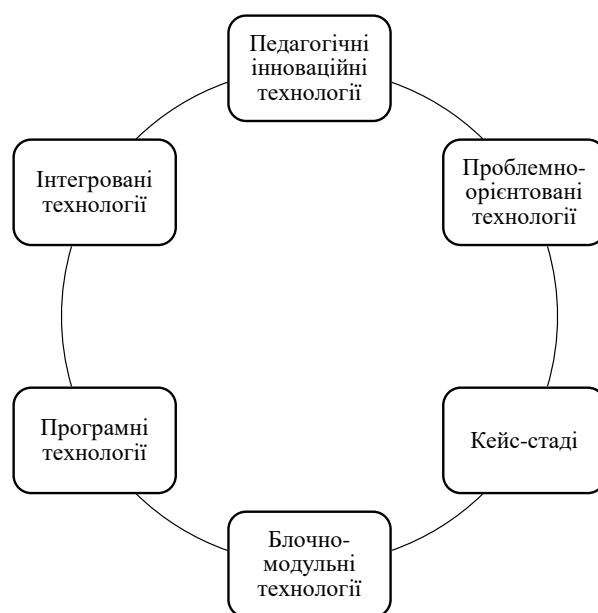 Педагогічні
інноваційні
технології
Проблемно-
орієнтовані
технології
Кейс-стаді
Блочно-
модульні
технології
Програмні
технології
Інтегровані
технології